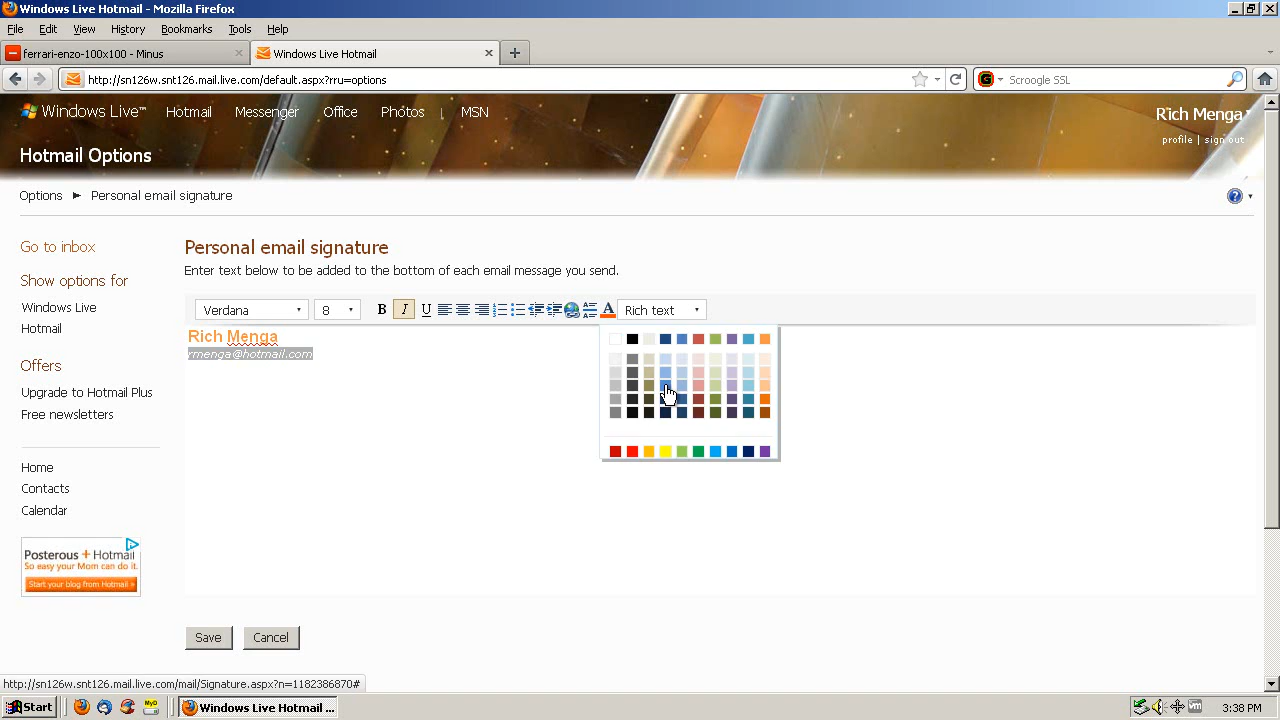 Windows Live Hotmail - Mozilla Firefox
File Edit View History Bookmarks Tools Help
ferrari-enzo-100x100 - Minus
Windows Live Hotmail
http://sn126w.snt126.mail.live.com/default.aspx?rru=options
Scroogle SSL
Windows Live™ Hotmail Messenger Office Photos | MSN
Rich Menga
profile | sign out
Hotmail Options
Options ► Personal email signature
Go to inbox
Show options for
Windows Live
Hotmail
Offers
Upgrade to Hotmail Plus
Free newsletters
Home
Contacts
Calendar
Posterous + Hotmail
So easy your Mom can do it.
Start your blog from Hotmail »
Personal email signature
Enter text below to be added to the bottom of each email message you send.
Verdana 8 B I U A Rich text
Rich Menga
rmenga@hotmail.com
Save Cancel
http://sn126w.snt126.mail.live.com/mail/Signature.aspx?n=1182386870#
Start
MyD
Windows Live Hotmail ...
vm
3:38 PM